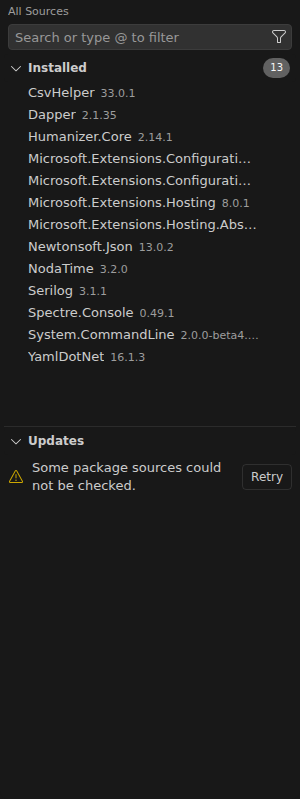 All Sources
Search or type @ to filter
Installed 13
CsvHelper 33.0.1
Dapper 2.1.35
Humanizer.Core 2.14.1
Microsoft.Extensions.Configurati...
Microsoft.Extensions.Configurati...
Microsoft.Extensions.Hosting 8.0.1
Microsoft.Extensions.Hosting.Abs...
Newtonsoft.Json 13.0.2
NodaTime 3.2.0
Serilog 3.1.1
Spectre.Console 0.49.1
System.CommandLine 2.0.0-beta4....
YamlDotNet 16.1.3
Updates
Some package sources could
not be checked.
Retry